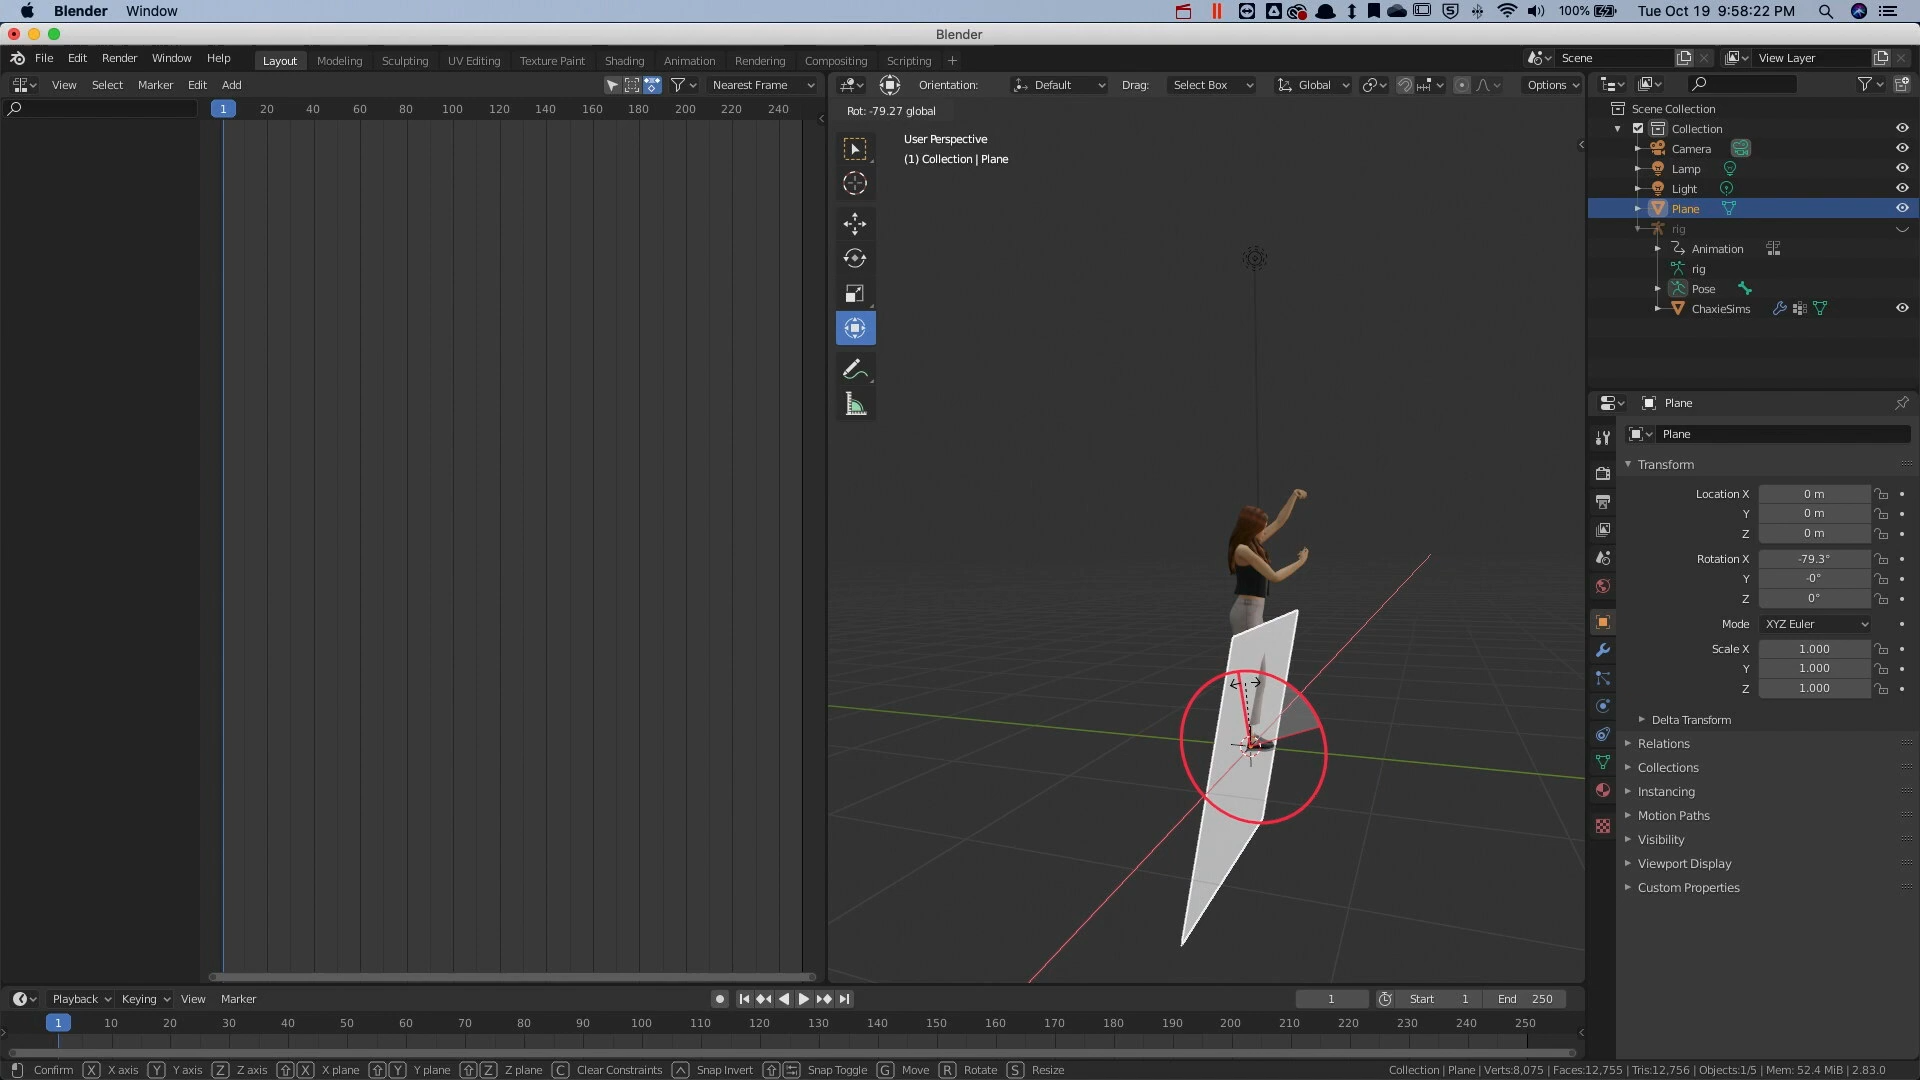 Blender Window 100% Tue Oct 19 9:58:22 PM
Blender
File Edit Render Window Help Layout Modeling Sculpting UV Editing Texture Paint Shading Animation Rendering Compositing Scripting + Scene View Layer
View Select Marker Edit Add Nearest Frame Orientation: Default Drag: Select Box Global Options
1 20 40 60 80 100 120 140 160 180 200 220 240
Rot: -79.27 global
User Perspective
(1) Collection | Plane
Scene Collection
Collection
Camera
Lamp
Light
Plane
rig
Animation
rig
Pose
ChaxieSims
Plane
Plane
Transform
Location X 0 m
Y 0 m
Z 0 m
Rotation X -79.3°
Y -0°
Z 0°
Mode XYZ Euler
Scale X 1.000
Y 1.000
Z 1.000
Delta Transform
Relations
Collections
Instancing
Motion Paths
Visibility
Viewport Display
Custom Properties
Playback Keying View Marker 1 Start 1 End 250
1 10 20 30 40 50 60 70 80 90 100 110 120 130 140 150 160 170 180 190 200 210 220 230 240 250
Confirm X X axis Y Y axis Z Z axis X X plane Y Y plane Z Z plane C Clear Constraints Snap Invert Snap Toggle G Move R Rotate S Resize Collection | Plane | Verts:8,075 | Faces:12,755 | Tris:12,756 | Objects:1/5 | Mem: 52.4 MiB | 2.83.0